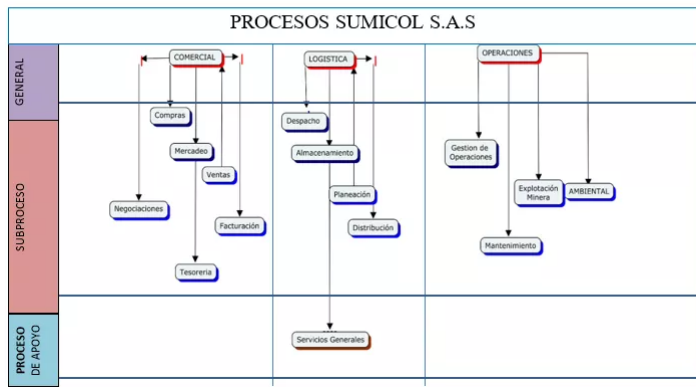 PROCESOS SUMICOL S.A.S
GENERAL
COMERCIAL
LOGISTICA
OPERACIONES
SUBPROCESO
Compras
Mercadeo
Ventas
Negociaciones
Facturación
Tesoreria
Despacho
Almacenamiento
Planeación
Distribución
Gestion de
Operaciones
Explotación
Minera
AMBIENTAL
Mantenimiento
PROCESO
DE APOYO
Servicios Generales